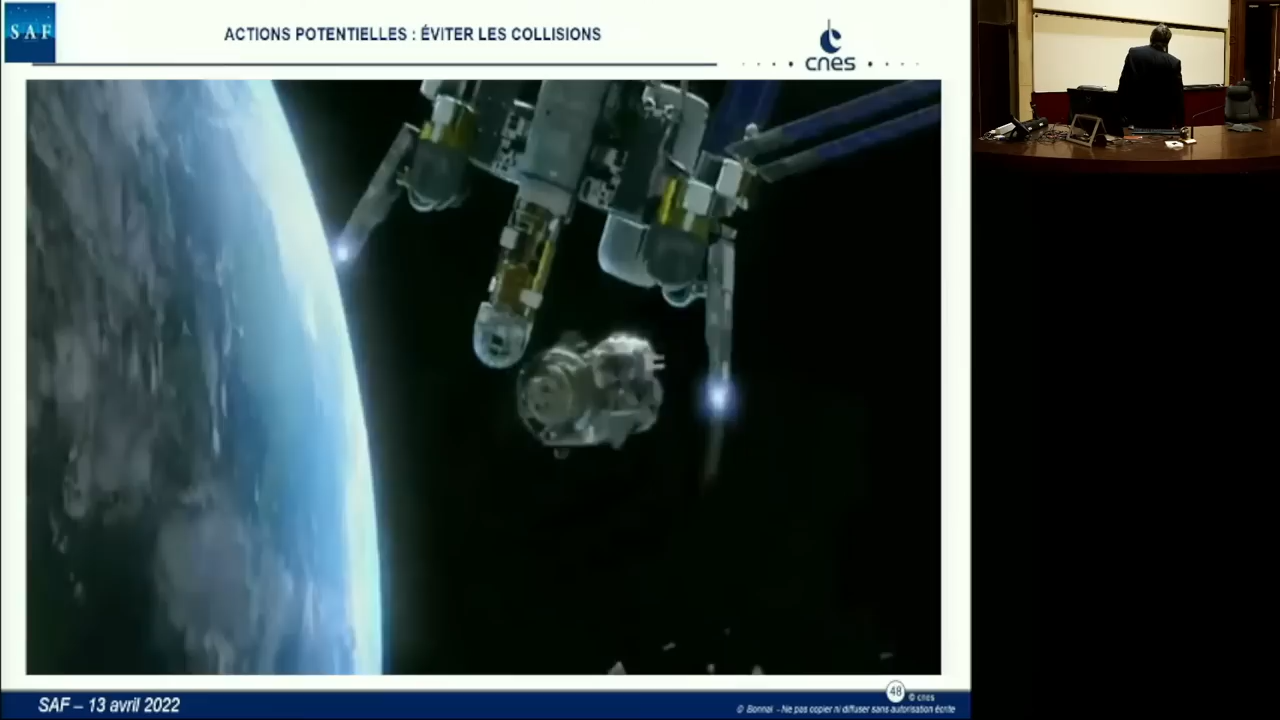 SAF
ACTIONS POTENTIELLES : ÉVITER LES COLLISIONS
cnes
48
© cnes
SAF – 13 avril 2022
© Bonnal - Ne pas copier ni diffuser sans autorisation écrite